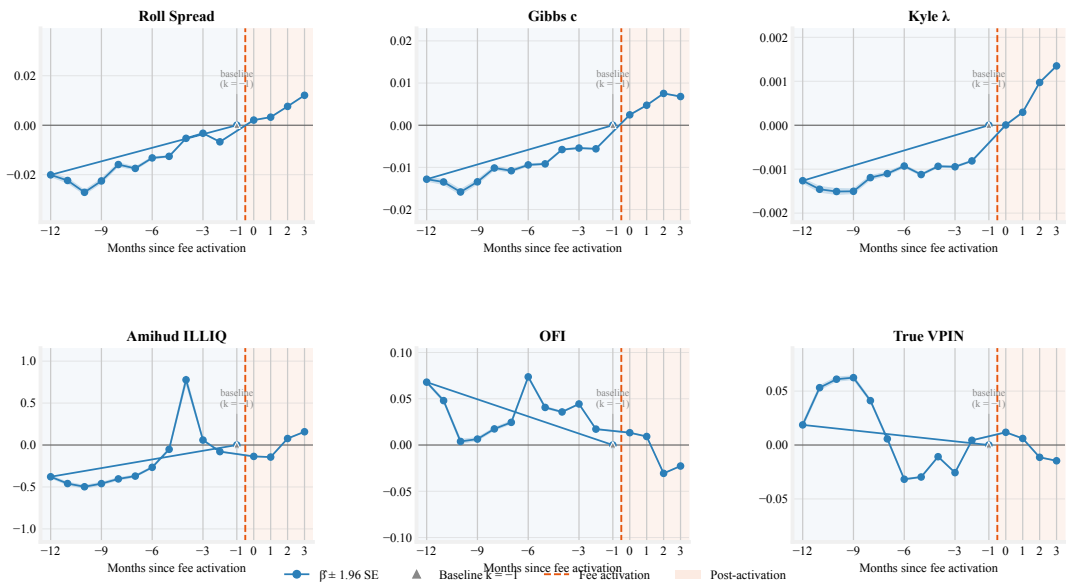 Roll Spread
0.02
0.00
−0.02
baseline
(k = −1)
−12
−9
−6
−3
−1
0
1
2
3
Months since fee activation
Gibbs c
0.02
0.01
0.00
−0.01
−0.02
baseline
(k = −1)
−12
−9
−6
−3
−1
0
1
2
3
Months since fee activation
Kyle λ
0.002
0.001
0.000
−0.001
−0.002
baseline
(k = −1)
−12
−9
−6
−3
−1
0
1
2
3
Months since fee activation
Amihud ILLIQ
1.0
0.5
0.0
−0.5
−1.0
baseline
(k = −1)
−12
−9
−6
−3
−1
0
1
2
3
Months since fee activation
OFI
0.10
0.05
0.00
−0.05
−0.10
baseline
(k = −1)
−12
−9
−6
−3
−1
0
1
2
3
Months since fee activation
True VPIN
0.05
0.00
−0.05
baseline
(k = −1)
−12
−9
−6
−3
−1
0
1
2
3
Months since fee activation
β̂ ± 1.96 SE
Baseline k = −1
Fee activation
Post-activation